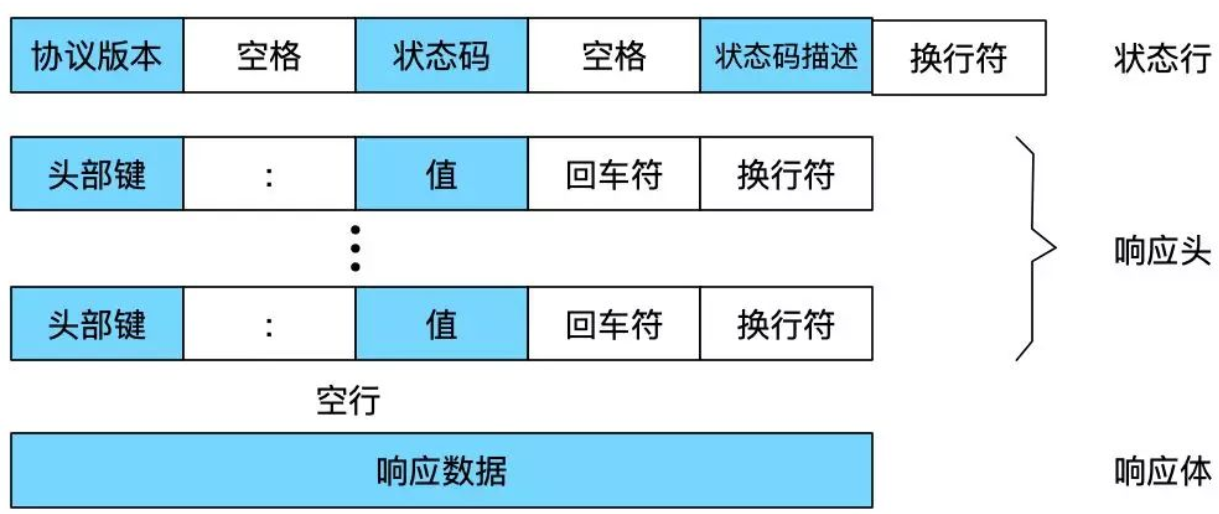 协议版本 空格 状态码 空格 状态码描述 换行符 状态行
头部键 : 值 回车符 换行符
响应头
头部键 : 值 回车符 换行符
空行
响应数据 响应体